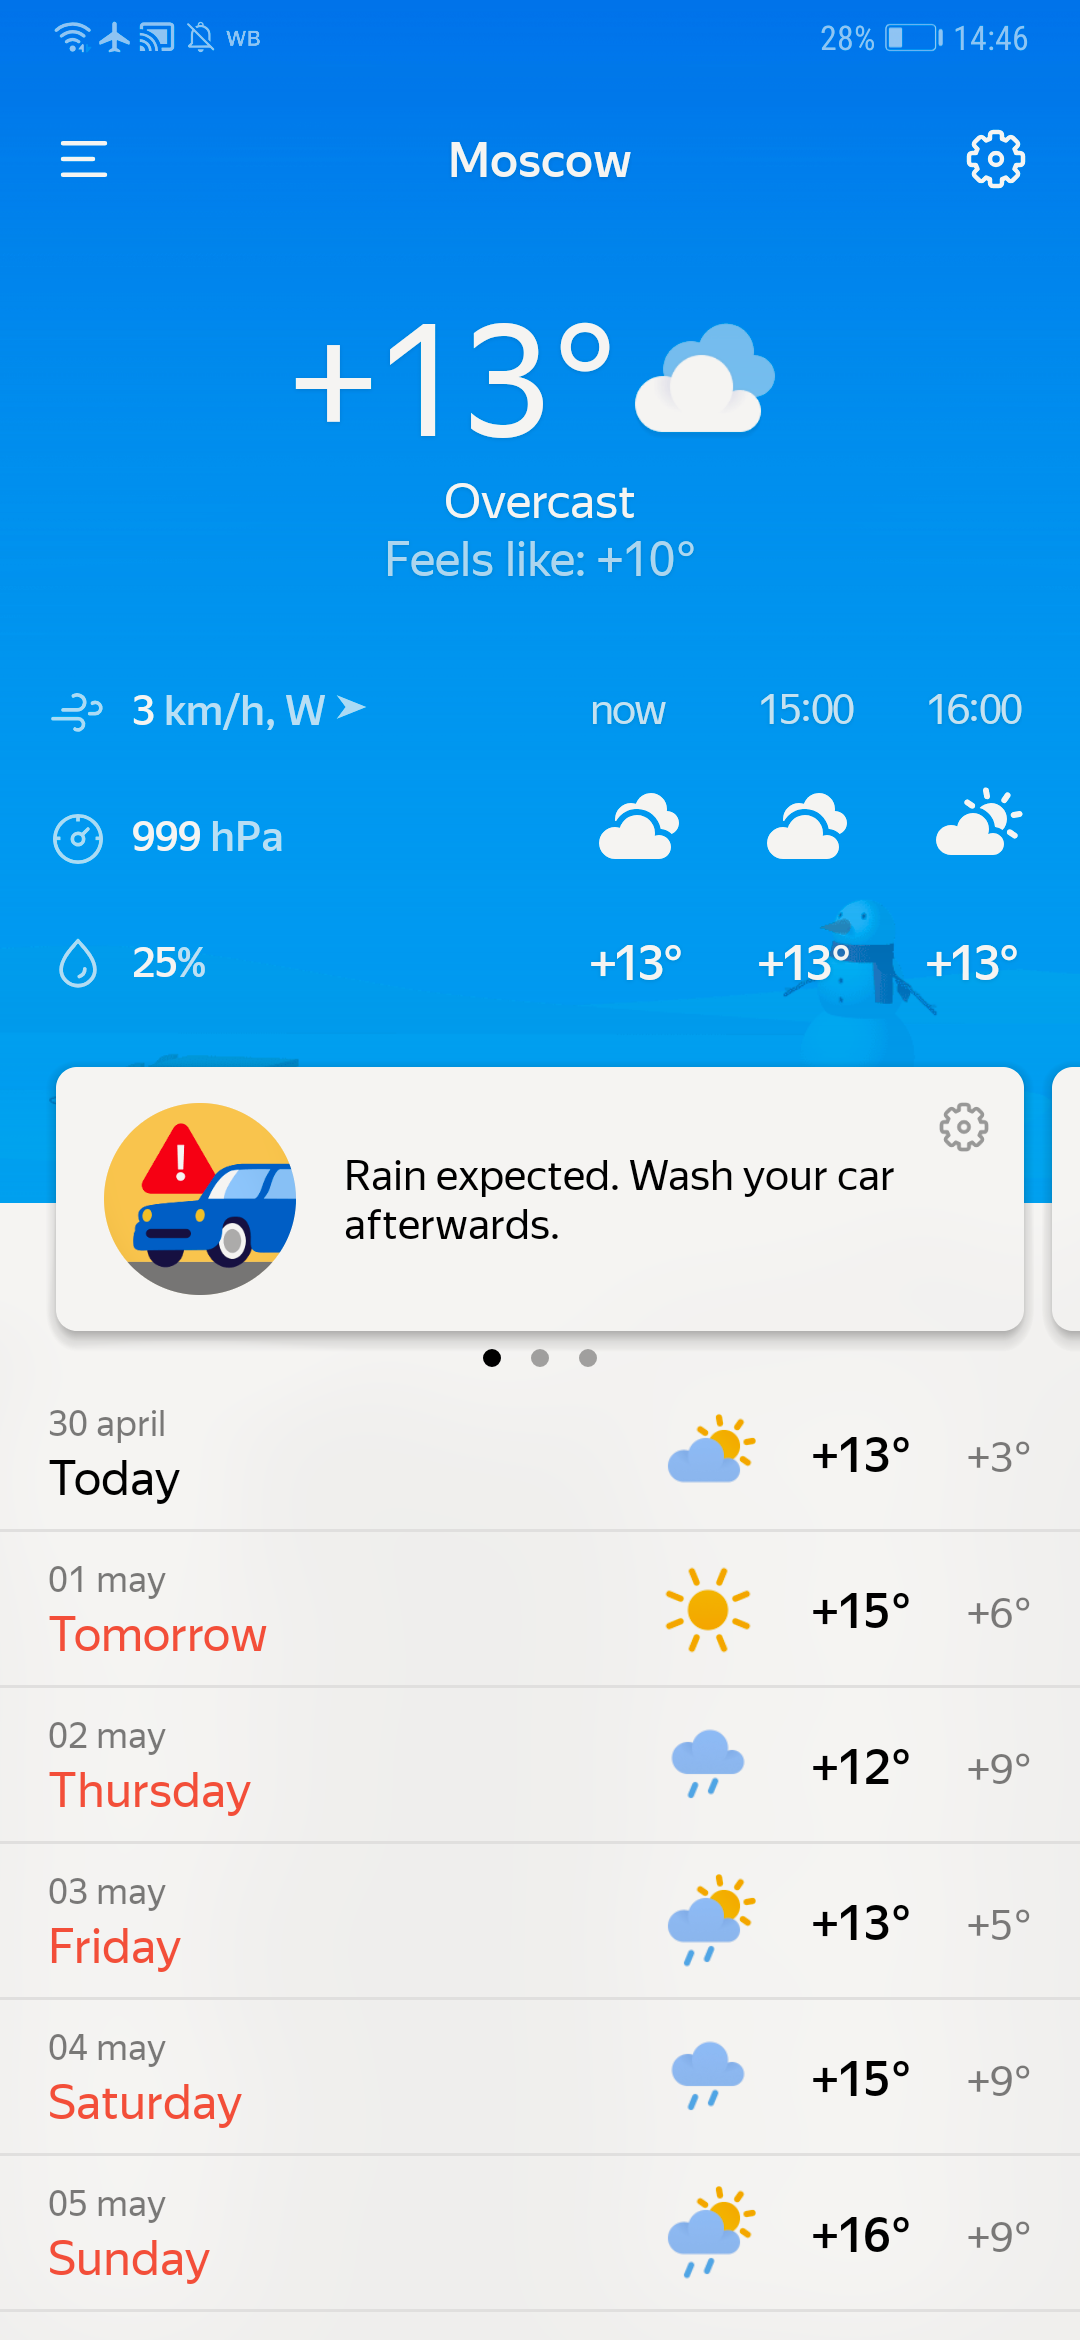 WB 28% 14:46
Moscow
+13°
Overcast
Feels like: +10°
3 km/h, W now 15:00 16:00
999 hPa
25% +13° +13° +13°
Rain expected. Wash your car
afterwards.
30 april
Today +13° +3°
01 may
Tomorrow +15° +6°
02 may
Thursday +12° +9°
03 may
Friday +13° +5°
04 may
Saturday +15° +9°
05 may
Sunday +16° +9°